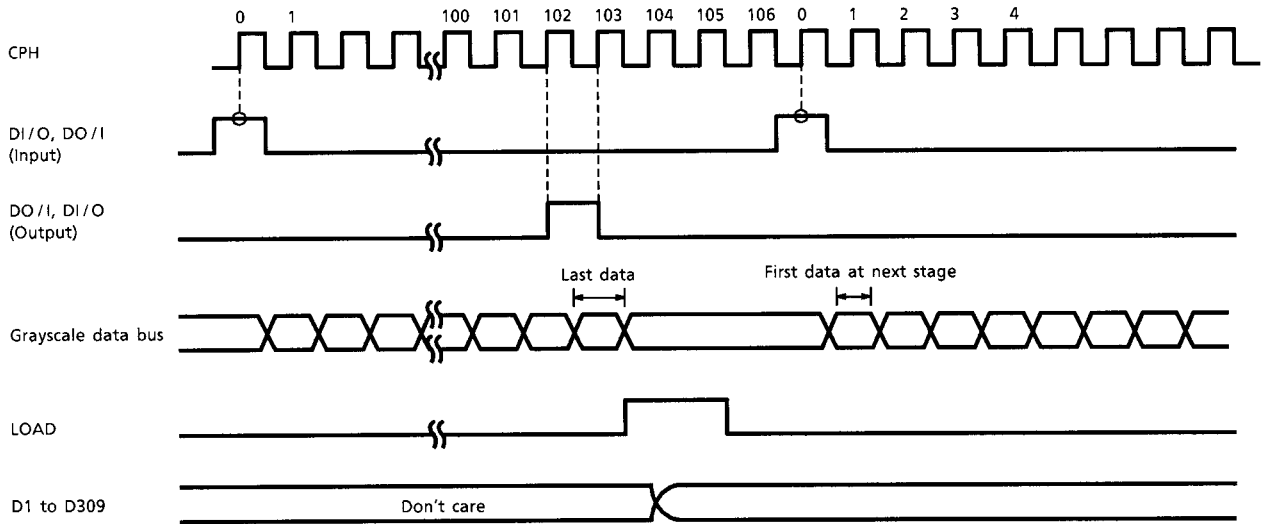 0 1 100 101 102 103 104 105 106 0 1 2 3 4
CPH
DI/O, DO/I
(Input)
DO/I, DI/O
(Output)
Last data
First data at next stage
Grayscale data bus
LOAD
D1 to D309
Don't care